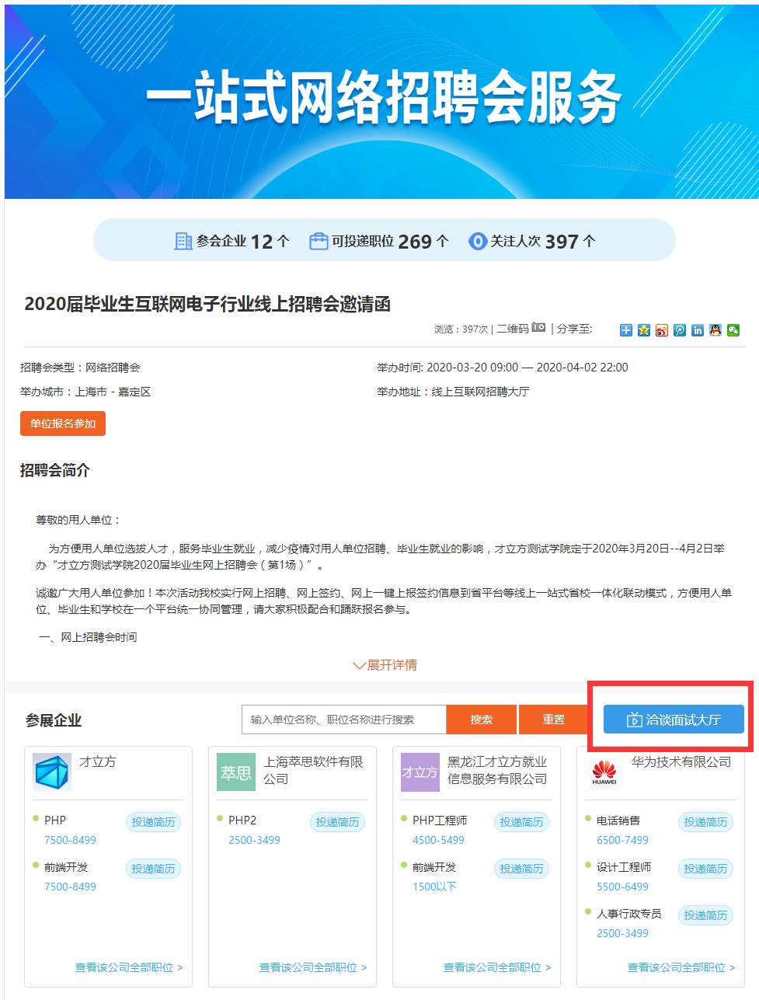 一站式网络招聘会服务
参会企业 12 个 可投递职位 269 个 关注人次 397 个
2020届毕业生互联网电子行业线上招聘会邀请函
浏览：397次 | 二维码 | 分享至:
招聘会类型：网络招聘会 举办时间: 2020-03-20 09:00 — 2020-04-02 22:00
举办城市：上海市 - 嘉定区 举办地址：线上互联网招聘大厅
单位报名参加
招聘会简介
尊敬的用人单位：
为方便用人单位选拔人才，服务毕业生就业，减少疫情对用人单位招聘、毕业生就业的影响，才立方测试学院定于2020年3月20日--4月2日举
办“才立方测试学院2020届毕业生网上招聘会（第1场）”。
诚邀广大用人单位参加！本次活动我校实行网上招聘、网上签约、网上一键上报签约信息到省平台等线上一站式省校一体化联动模式，方便用人单
位、毕业生和学校在一个平台统一协同管理，请大家积极配合和踊跃报名参与。
一、网上招聘会时间
展开详情
参展企业 输入单位名称、职位名称进行搜索 搜索 重置 洽谈面试大厅
才立方
PHP 投递简历
7500-8499
前端开发 投递简历
7500-8499
查看该公司全部职位 >
萃思 上海萃思软件有限
公司
PHP2 投递简历
2500-3499
查看该公司全部职位 >
才立方 黑龙江才立方就业
信息服务有限公司
PHP工程师 投递简历
4500-5499
前端开发 投递简历
1500以下
查看该公司全部职位 >
HUAWEI 华为技术有限公司
电话销售 投递简历
6500-7499
设计工程师 投递简历
5500-6499
人事行政专员 投递简历
2500-3499
查看该公司全部职位 >